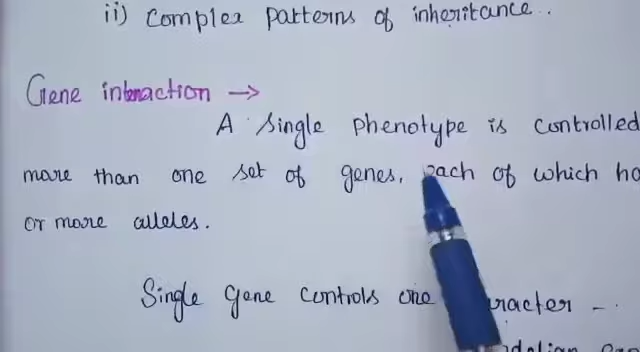 ii) Complex patterns of inheritance..
Gene interaction →
A single phenotype is controlled
more than one set of genes, each of which
or more alleles.
Single gene controls one